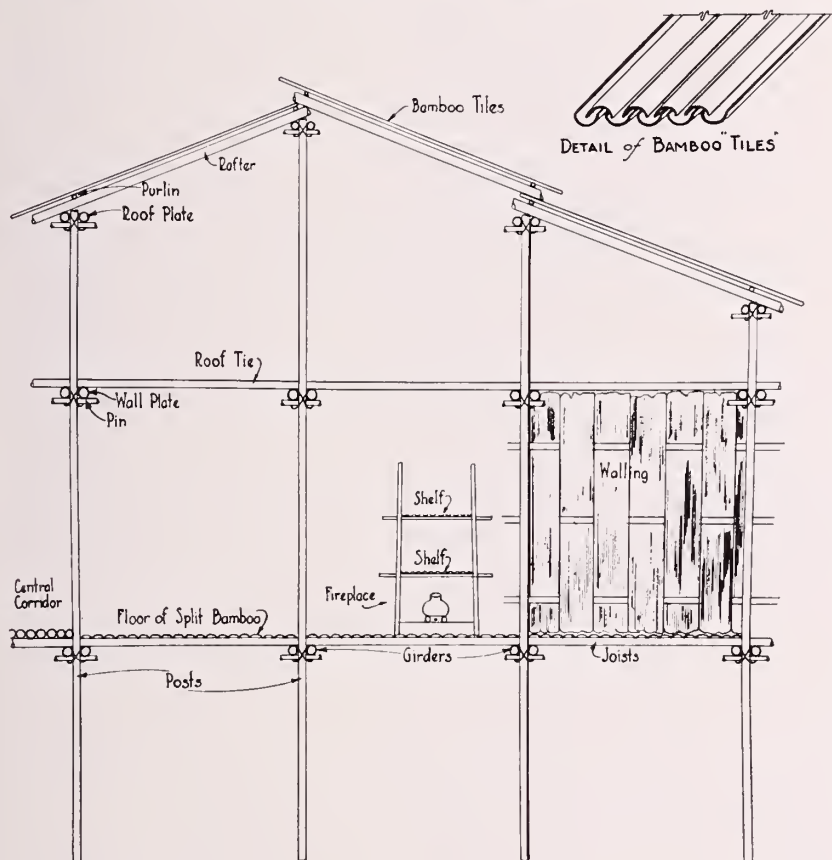 Bamboo Tiles
DETAIL of BAMBOO "TILES"
Rafter
Purlin
Roof Plate
Roof Tie
Wall Plate
Pin
Walling
Shelf
Shelf
Central
Corridor
Fireplace
Floor of Split Bamboo
Girders
Joists
Posts